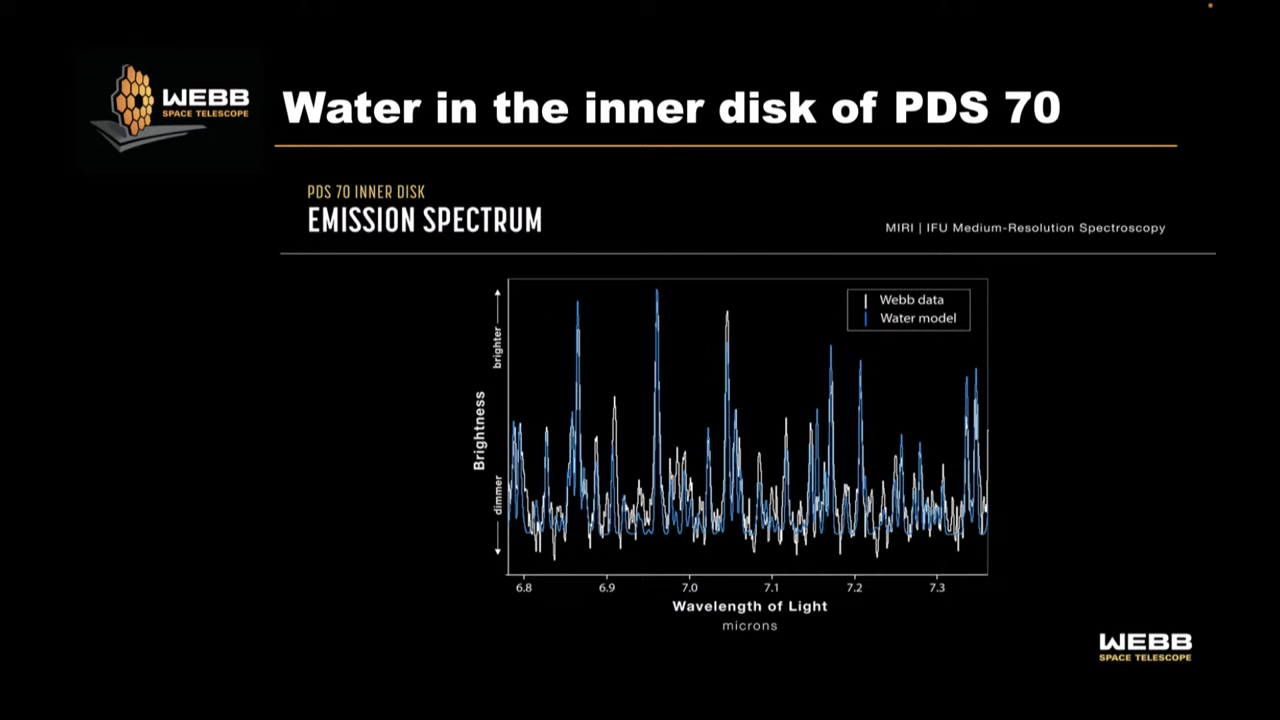 WEBB
SPACE TELESCOPE
Water in the inner disk of PDS 70
PDS 70 INNER DISK
EMISSION SPECTRUM
MIRI | IFU Medium-Resolution Spectroscopy
Webb data
Water model
brighter
Brightness
dimmer
6.8 6.9 7.0 7.1 7.2 7.3
Wavelength of Light
microns
WEBB
SPACE TELESCOPE